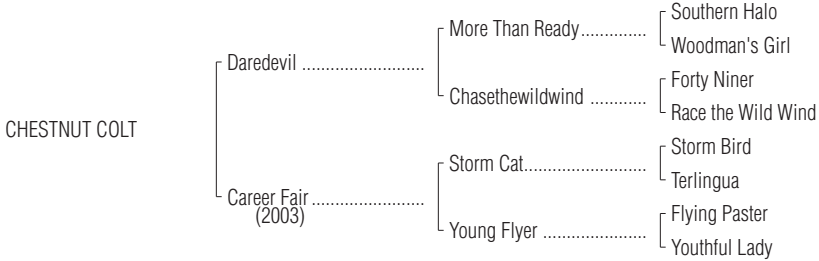 Southern Halo
More Than Ready..............
Woodman's Girl
Daredevil ..........................
Forty Niner
Chasethewildwind ............
Race the Wild Wind
CHESTNUT COLT
Storm Bird
Storm Cat..........................
Terlingua
Career Fair........................
(2003)
Flying Paster
Young Flyer ......................
Youthful Lady